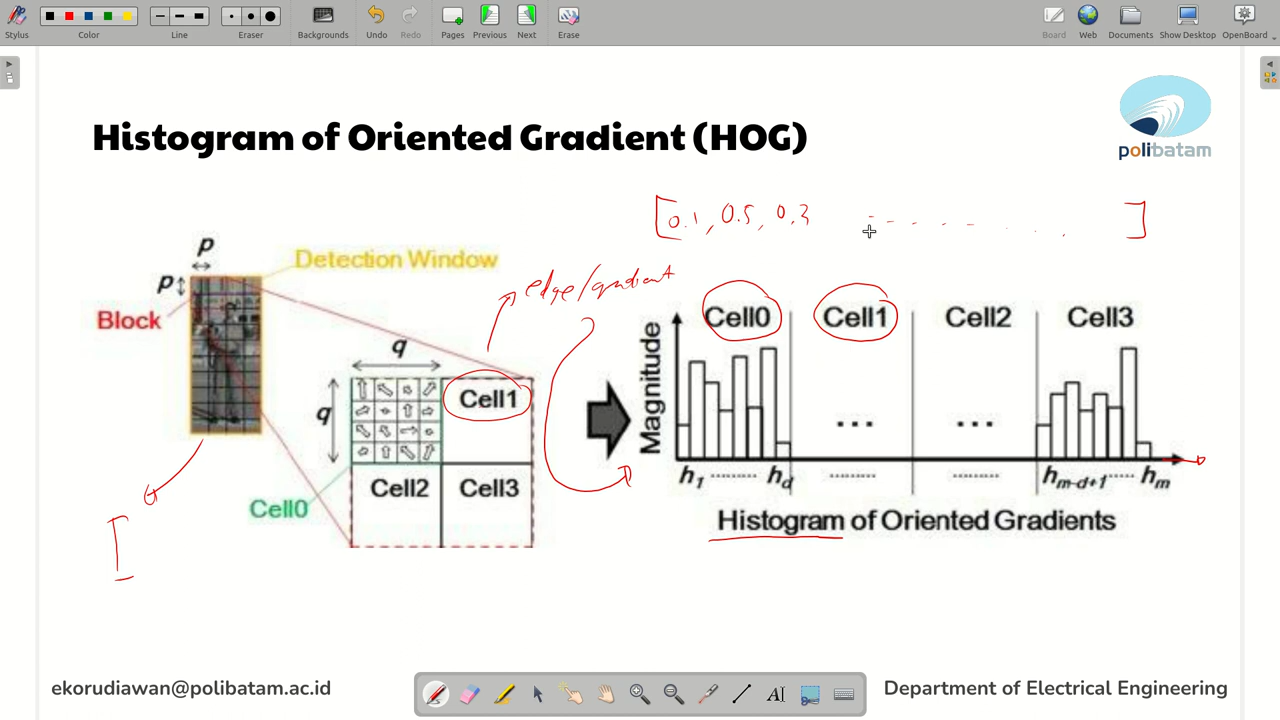 Stylus
Color
Line
Eraser
Backgrounds
Undo
Redo
Pages
Previous
Next
Erase
Board
Web
Documents
Show Desktop
OpenBoard
Histogram of Oriented Gradient (HOG)
polibatam
[0.1, 0.5, 0.3 ]
p
Detection Window
p
Block
edge/gradient
q
q
Cell1
Cell0
Cell2
Cell3
Magnitude
Cell0
Cell1
Cell2
Cell3
...
...
h1 ........ hd
........
........
hm-d+1 ..... hm
Histogram of Oriented Gradients
I
ekorudiawan@polibatam.ac.id
Department of Electrical Engineering